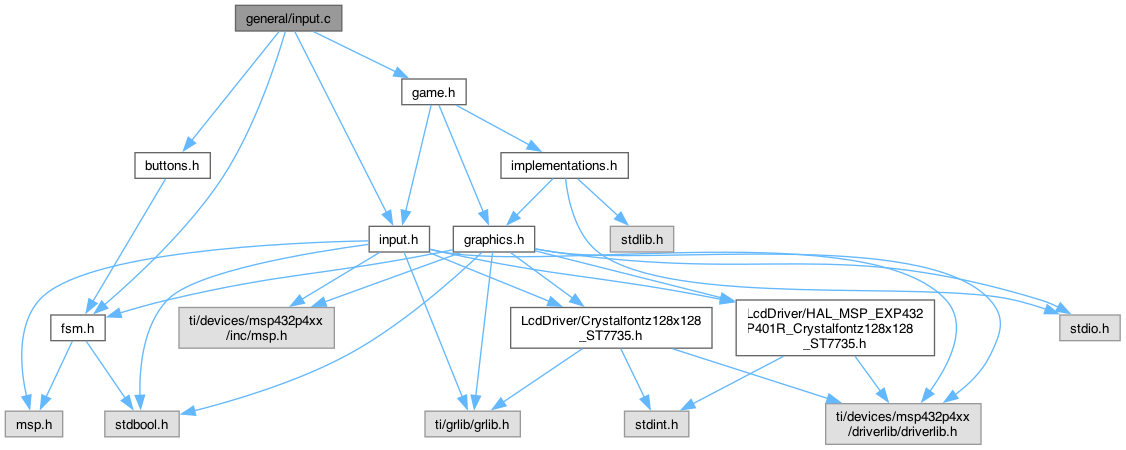 general/input.c
game.h
buttons.h
implementations.h
input.h
graphics.h
stdlib.h
fsm.h
ti/devices/msp432p4xx
/inc/msp.h
LcdDriver/Crystalfontz128x128
_ST7735.h
LcdDriver/HAL_MSP_EXP432
P401R_Crystalfontz128x128
_ST7735.h
stdio.h
msp.h
stdbool.h
ti/grlib/grlib.h
stdint.h
ti/devices/msp432p4xx
/driverlib/driverlib.h